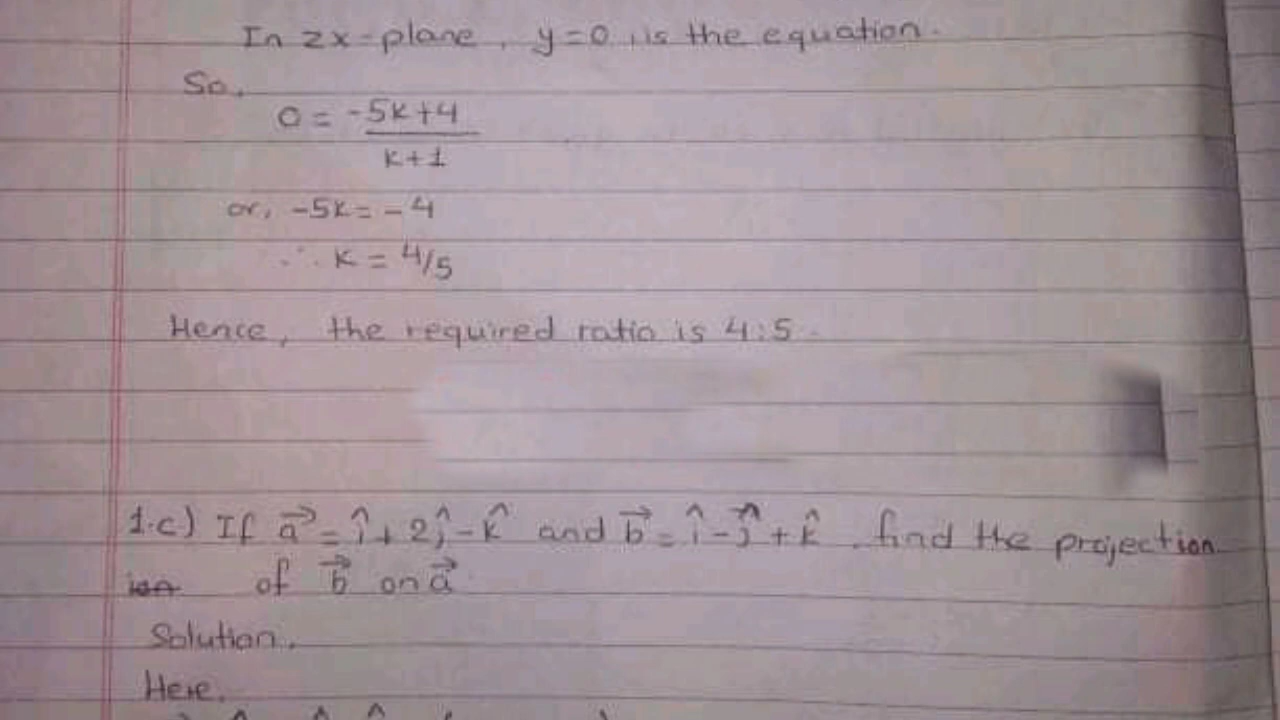 In zx-plane, y=0, is the equation.
So,
0 = -5k+4
k+1
or, -5k = -4
∴ k = 4/5
Hence, the required ratio is 4:5.
1.c) If a⃗ = î + 2ĵ - k̂ and b⃗ = î - ĵ + k̂. find the projection
ion of b⃗ on a⃗
Solution,
Here,